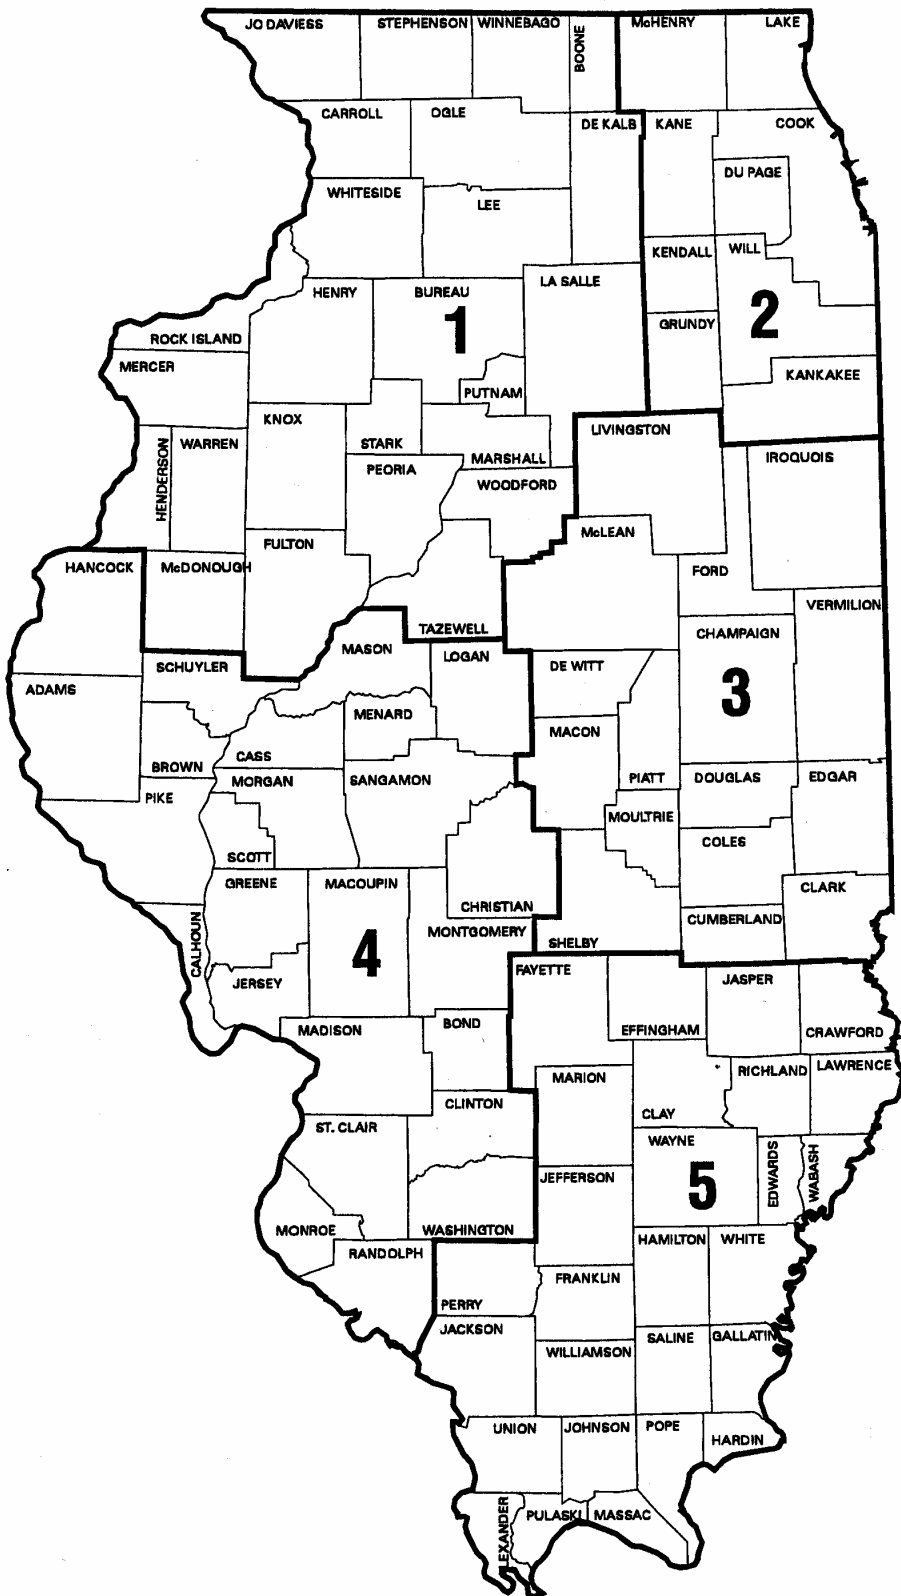 JO DAVIESS
STEPHENSON
WINNEBAGO
BOONE
McHENRY
LAKE
CARROLL
OGLE
DE KALB
KANE
COOK
DU PAGE
WHITESIDE
LEE
KENDALL
WILL
LA SALLE
HENRY
BUREAU
1
2
GRUNDY
ROCK ISLAND
MERCER
KANKAKEE
PUTNAM
KNOX
LIVINGSTON
WARREN
HENDERSON
STARK
MARSHALL
IROQUOIS
PEORIA
WOODFORD
McLEAN
FULTON
HANCOCK
McDONOUGH
FORD
VERMILION
TAZEWELL
CHAMPAIGN
MASON
LOGAN
SCHUYLER
DE WITT
ADAMS
3
MENARD
MACON
CASS
BROWN
MORGAN
SANGAMON
PIATT
DOUGLAS
EDGAR
PIKE
MOULTRIE
COLES
SCOTT
GREENE
MACOUPIN
CLARK
CHRISTIAN
CUMBERLAND
MONTGOMERY
CALHOUN
SHELBY
4
FAYETTE
JERSEY
JASPER
BOND
MADISON
EFFINGHAM
CRAWFORD
MARION
RICHLAND
LAWRENCE
CLINTON
CLAY
ST. CLAIR
WAYNE
EDWARDS
WABASH
JEFFERSON
5
MONROE
WASHINGTON
HAMILTON
WHITE
RANDOLPH
FRANKLIN
PERRY
JACKSON
SALINE
GALLATIN
WILLIAMSON
UNION
JOHNSON
POPE
HARDIN
LEXANDER
PULASKI
MASSAC